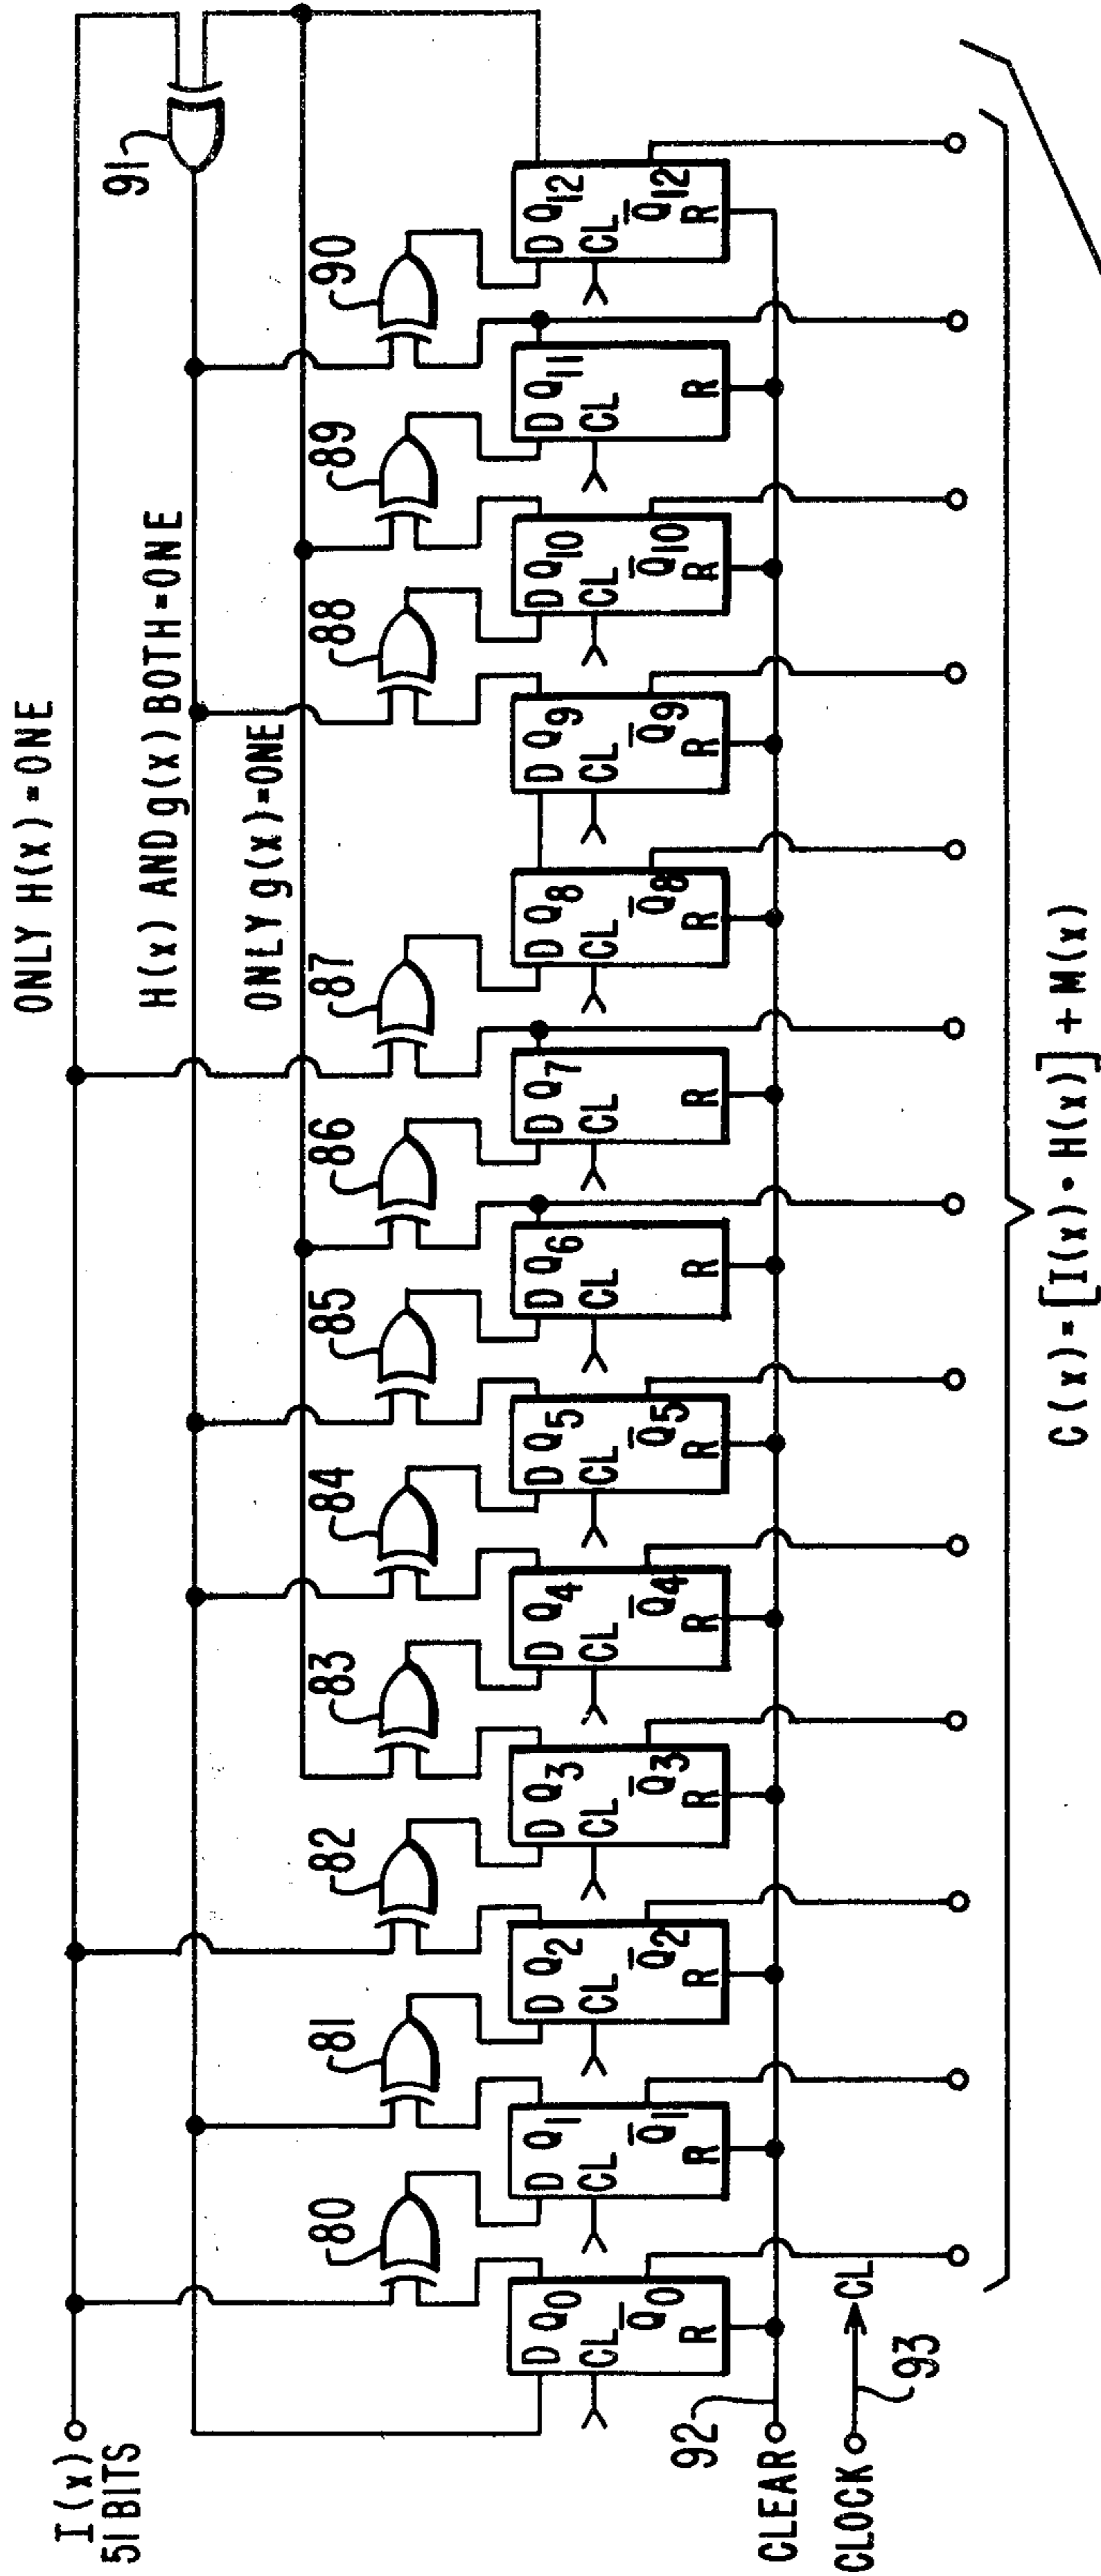 ONLY H(x)=ONE
H(x) AND g(x) BOTH=ONE
ONLY g(x)=ONE
I(x)
51BITS
91
80
81
82
83
84
85
86
87
88
89
90
D Q0
CL
Q̅0
R
D Q1
CL
Q̅1
R
D Q2
CL
Q̅2
R
D Q3
CL
Q̅3
R
D Q4
CL
Q̅4
R
D Q5
CL
Q̅5
R
D Q6
CL
R
D Q7
CL
R
D Q8
CL
Q̅8
R
D Q9
CL
Q̅9
R
D Q10
CL
Q̅10
R
D Q11
CL
R
D Q12
CL
Q̅12
R
92
CLEAR
CLOCK
CL
93
C(x)=[I(x)•H(x)]+M(x)